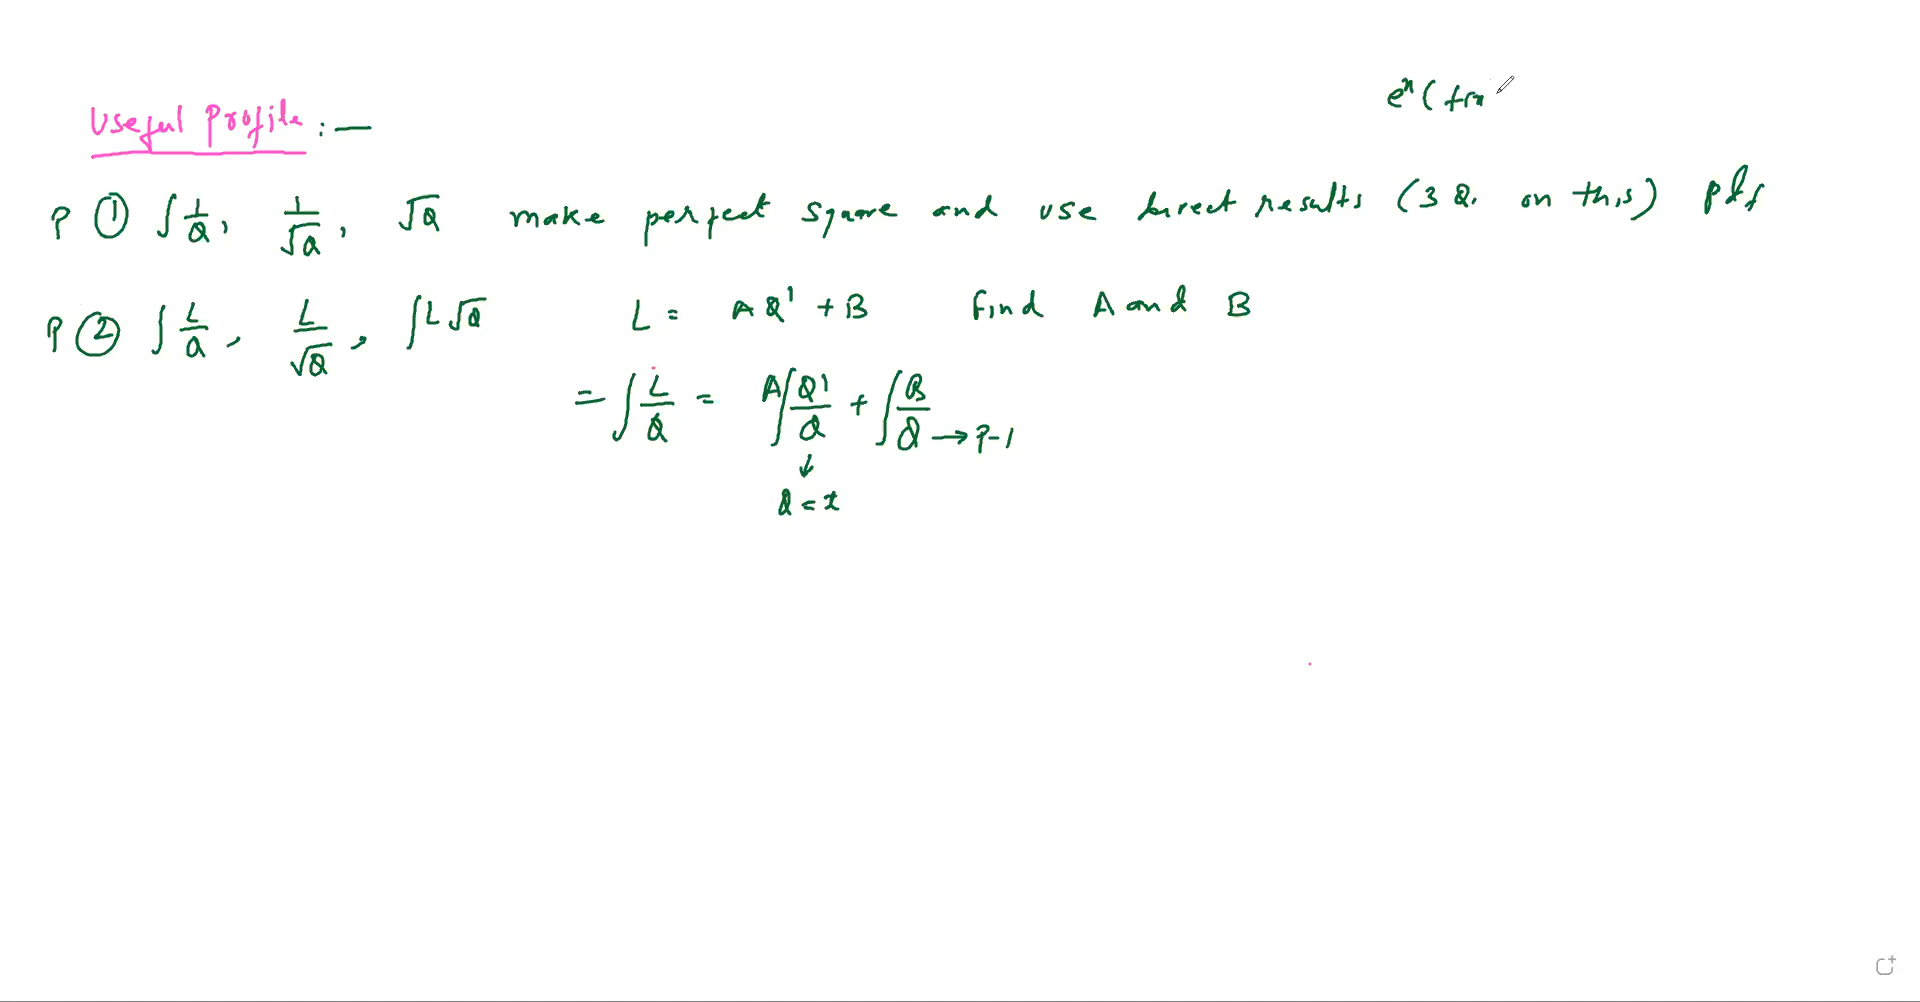 eˣ( f(x
Useful Profile : —
P ① ∫ 1/Q, 1/√Q, √Q make perfect square and use direct results (3 Q. on this) pdf
P ② ∫ L/Q, L/√Q, ∫ L√Q L = A Q' + B find A and B
= ∫ L/Q = A ∫ Q'/Q + ∫ B/Q → P-1
↓
Q = t